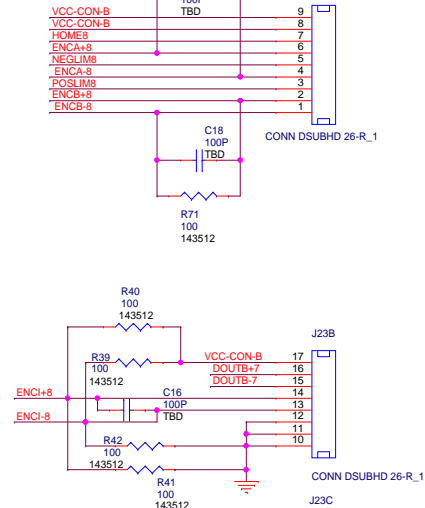 TBD
VCC-CON-B 9
VCC-CON-B 8
HOME8 7
ENCA+8 6
NEGLIM8 5
ENCA-8 4
POSLIM8 3
ENCB+8 2
ENCB-8 1
CONN DSUBHD 26-R_1
C18
100P
TBD
R71
100
143512
R40
100
143512
J23B
R39
100
143512
VCC-CON-B 17
DOUTB+7 16
DOUTB-7 15
ENCI+8 14
C16
100P
TBD
13
ENCI-8 12
11
10
R42
100
143512
R41
100
143512
CONN DSUBHD 26-R_1
J23C